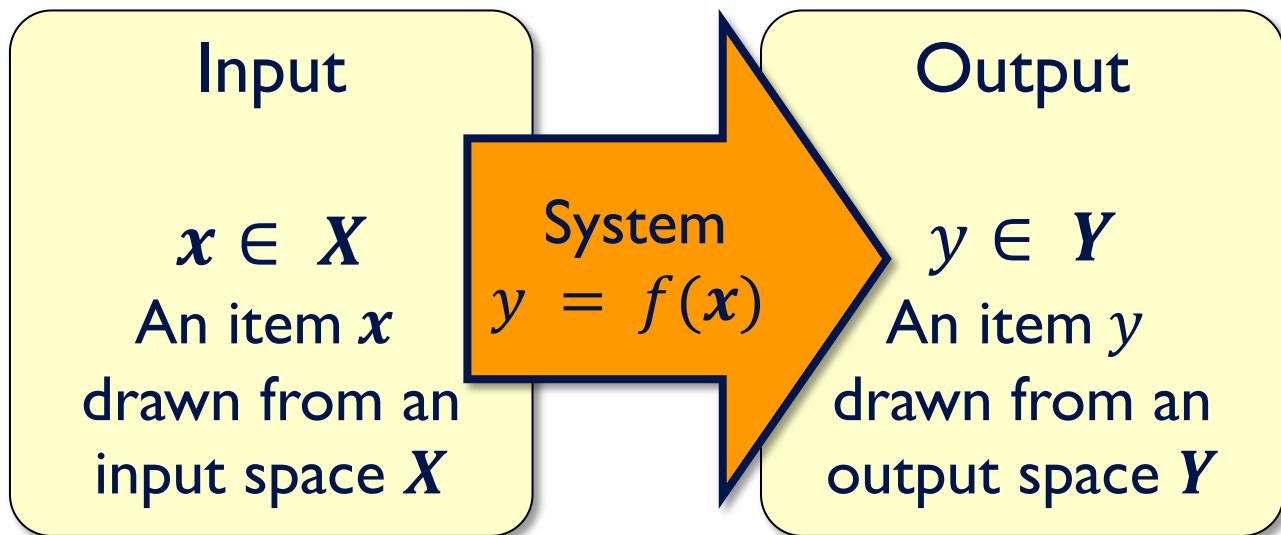 Input
x ∈ X
An item x
drawn from an
input space X
System
y = f(x)
Output
y ∈ Y
An item y
drawn from an
output space Y